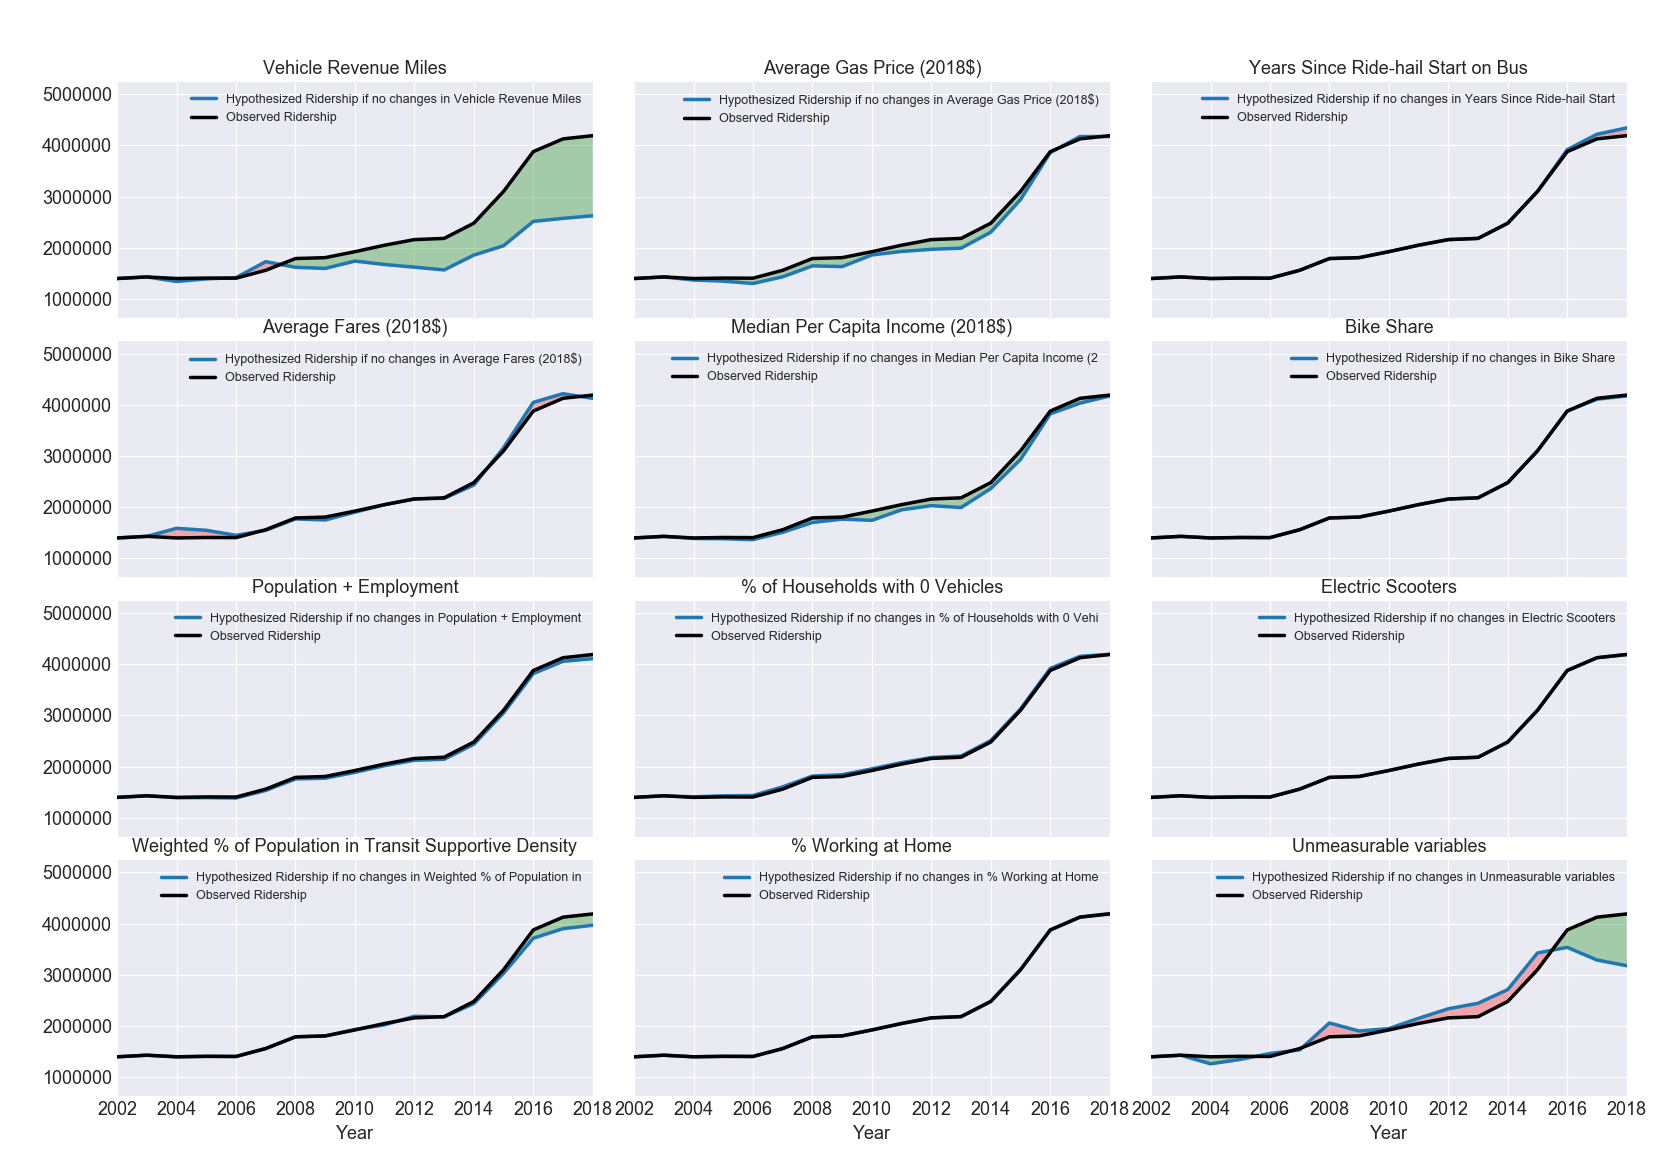 Vehicle Revenue Miles
Hypothesized Ridership if no changes in Vehicle Revenue Miles
Observed Ridership
5000000
4000000
3000000
2000000
1000000
Average Gas Price (2018$)
Hypothesized Ridership if no changes in Average Gas Price (2018$)
Observed Ridership
Years Since Ride-hail Start on Bus
Hypothesized Ridership if no changes in Years Since Ride-hail Start
Observed Ridership
Average Fares (2018$)
Hypothesized Ridership if no changes in Average Fares (2018$)
Observed Ridership
5000000
4000000
3000000
2000000
1000000
Median Per Capita Income (2018$)
Hypothesized Ridership if no changes in Median Per Capita Income (2
Observed Ridership
Bike Share
Hypothesized Ridership if no changes in Bike Share
Observed Ridership
Population + Employment
Hypothesized Ridership if no changes in Population + Employment
Observed Ridership
5000000
4000000
3000000
2000000
1000000
% of Households with 0 Vehicles
Hypothesized Ridership if no changes in % of Households with 0 Vehi
Observed Ridership
Electric Scooters
Hypothesized Ridership if no changes in Electric Scooters
Observed Ridership
Weighted % of Population in Transit Supportive Density
Hypothesized Ridership if no changes in Weighted % of Population in
Observed Ridership
5000000
4000000
3000000
2000000
1000000
2002 2004 2006 2008 2010 2012 2014 2016 2018
Year
% Working at Home
Hypothesized Ridership if no changes in % Working at Home
Observed Ridership
2002 2004 2006 2008 2010 2012 2014 2016 2018
Year
Unmeasurable variables
Hypothesized Ridership if no changes in Unmeasurable variables
Observed Ridership
2002 2004 2006 2008 2010 2012 2014 2016 2018
Year